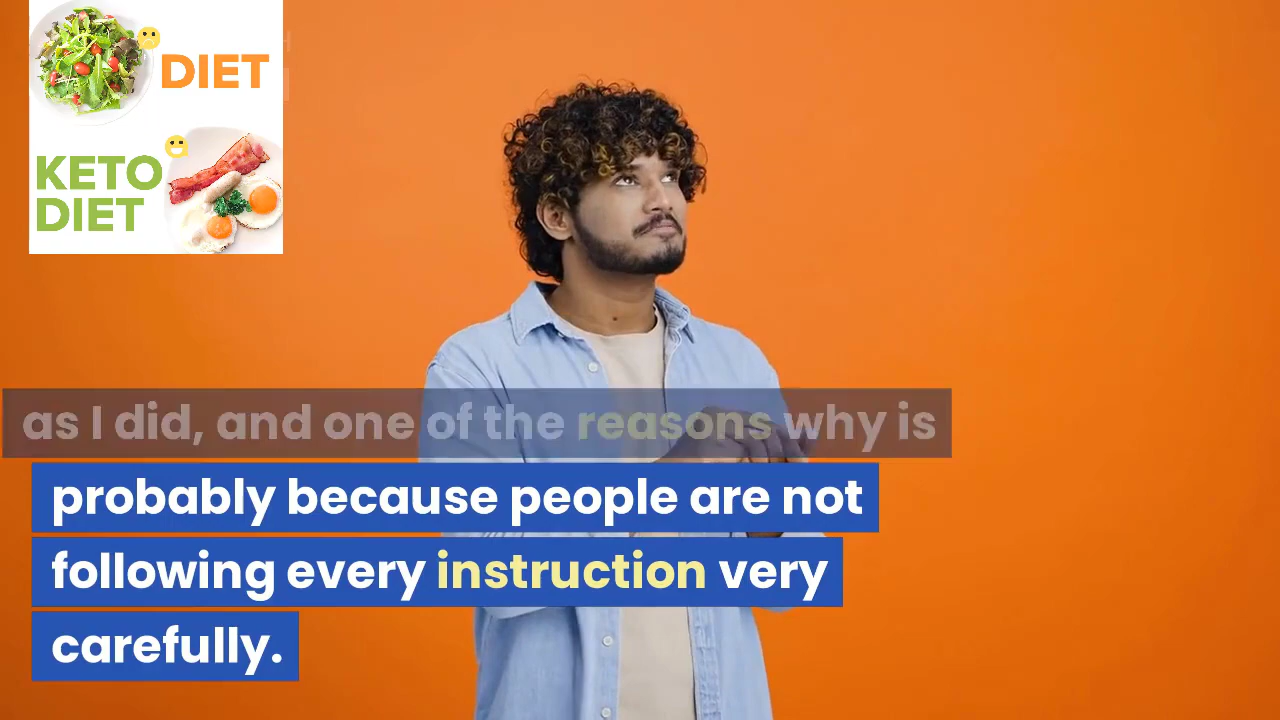 DIET
KETO
DIET
as I did, and one of the reasons why is
probably because people are not
following every instruction very
carefully.